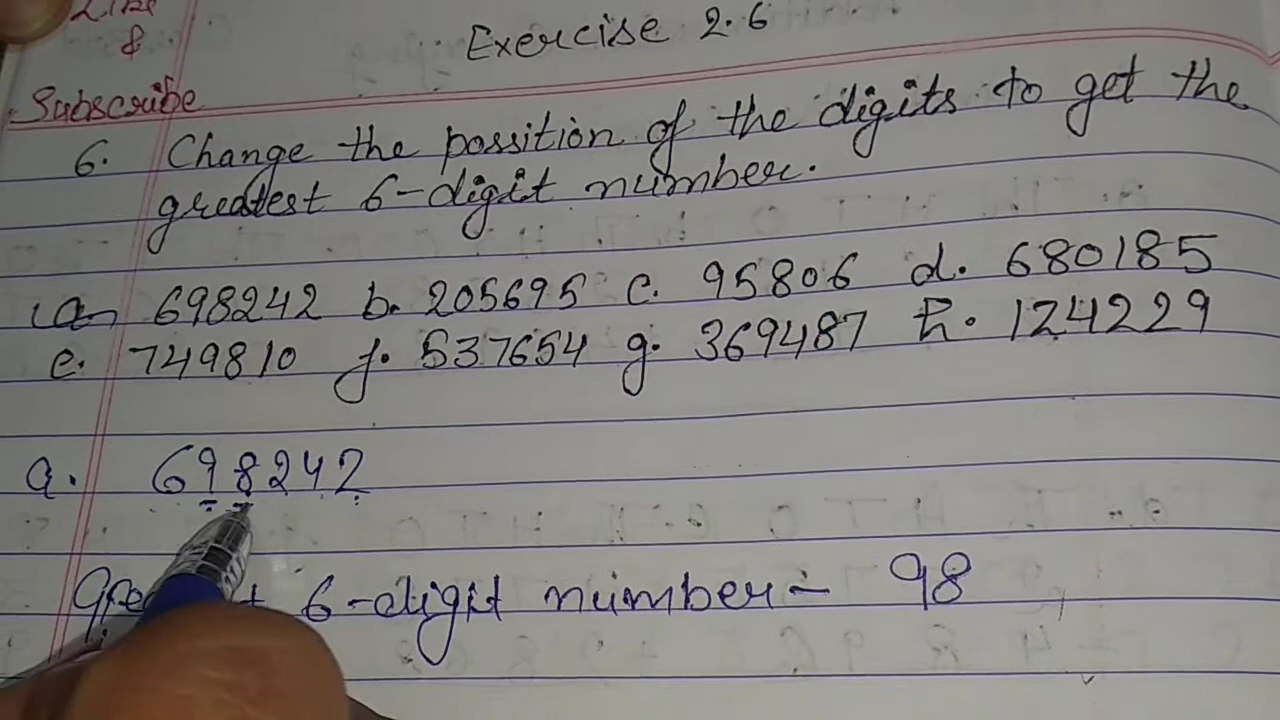 8
Exercise 2.6
Subscribe
6. Change the possition of the digits to get the
greatest 6-digit number.
a 698242 b. 205695 c. 95806 d. 680185
e. 749810 f. 537654 g. 369487 h. 124229
a. 698242
6-digit number- 98